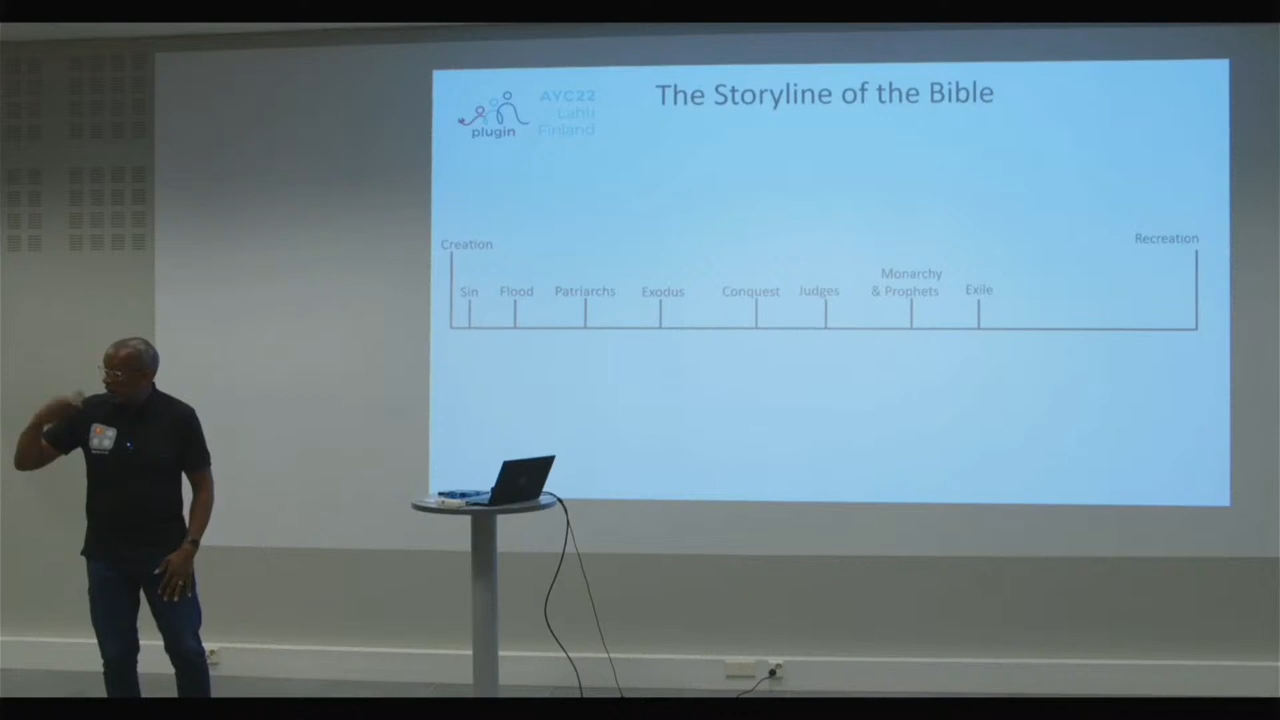 The Storyline of the Bible
AYC22
Lahti
Finland
plugin
Creation
Recreation
Sin
Flood
Patriarchs
Exodus
Conquest
Judges
Monarchy
& Prophets
Exile